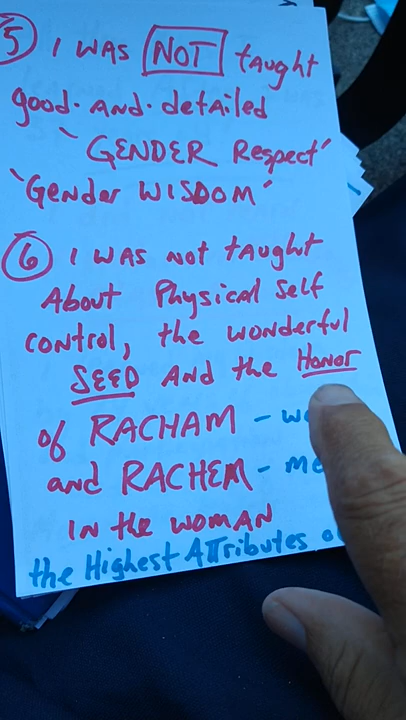 ⑤ I WAS NOT taught
good-and-detailed
"GENDER Respect"
"Gender WISDOM"
⑥ I WAS not tAught
About Physical Self
control, the wonderful
SEED AND the Honor
of RACHAM -
and RACHEM -
IN the WOMAN
the Highest Attributes